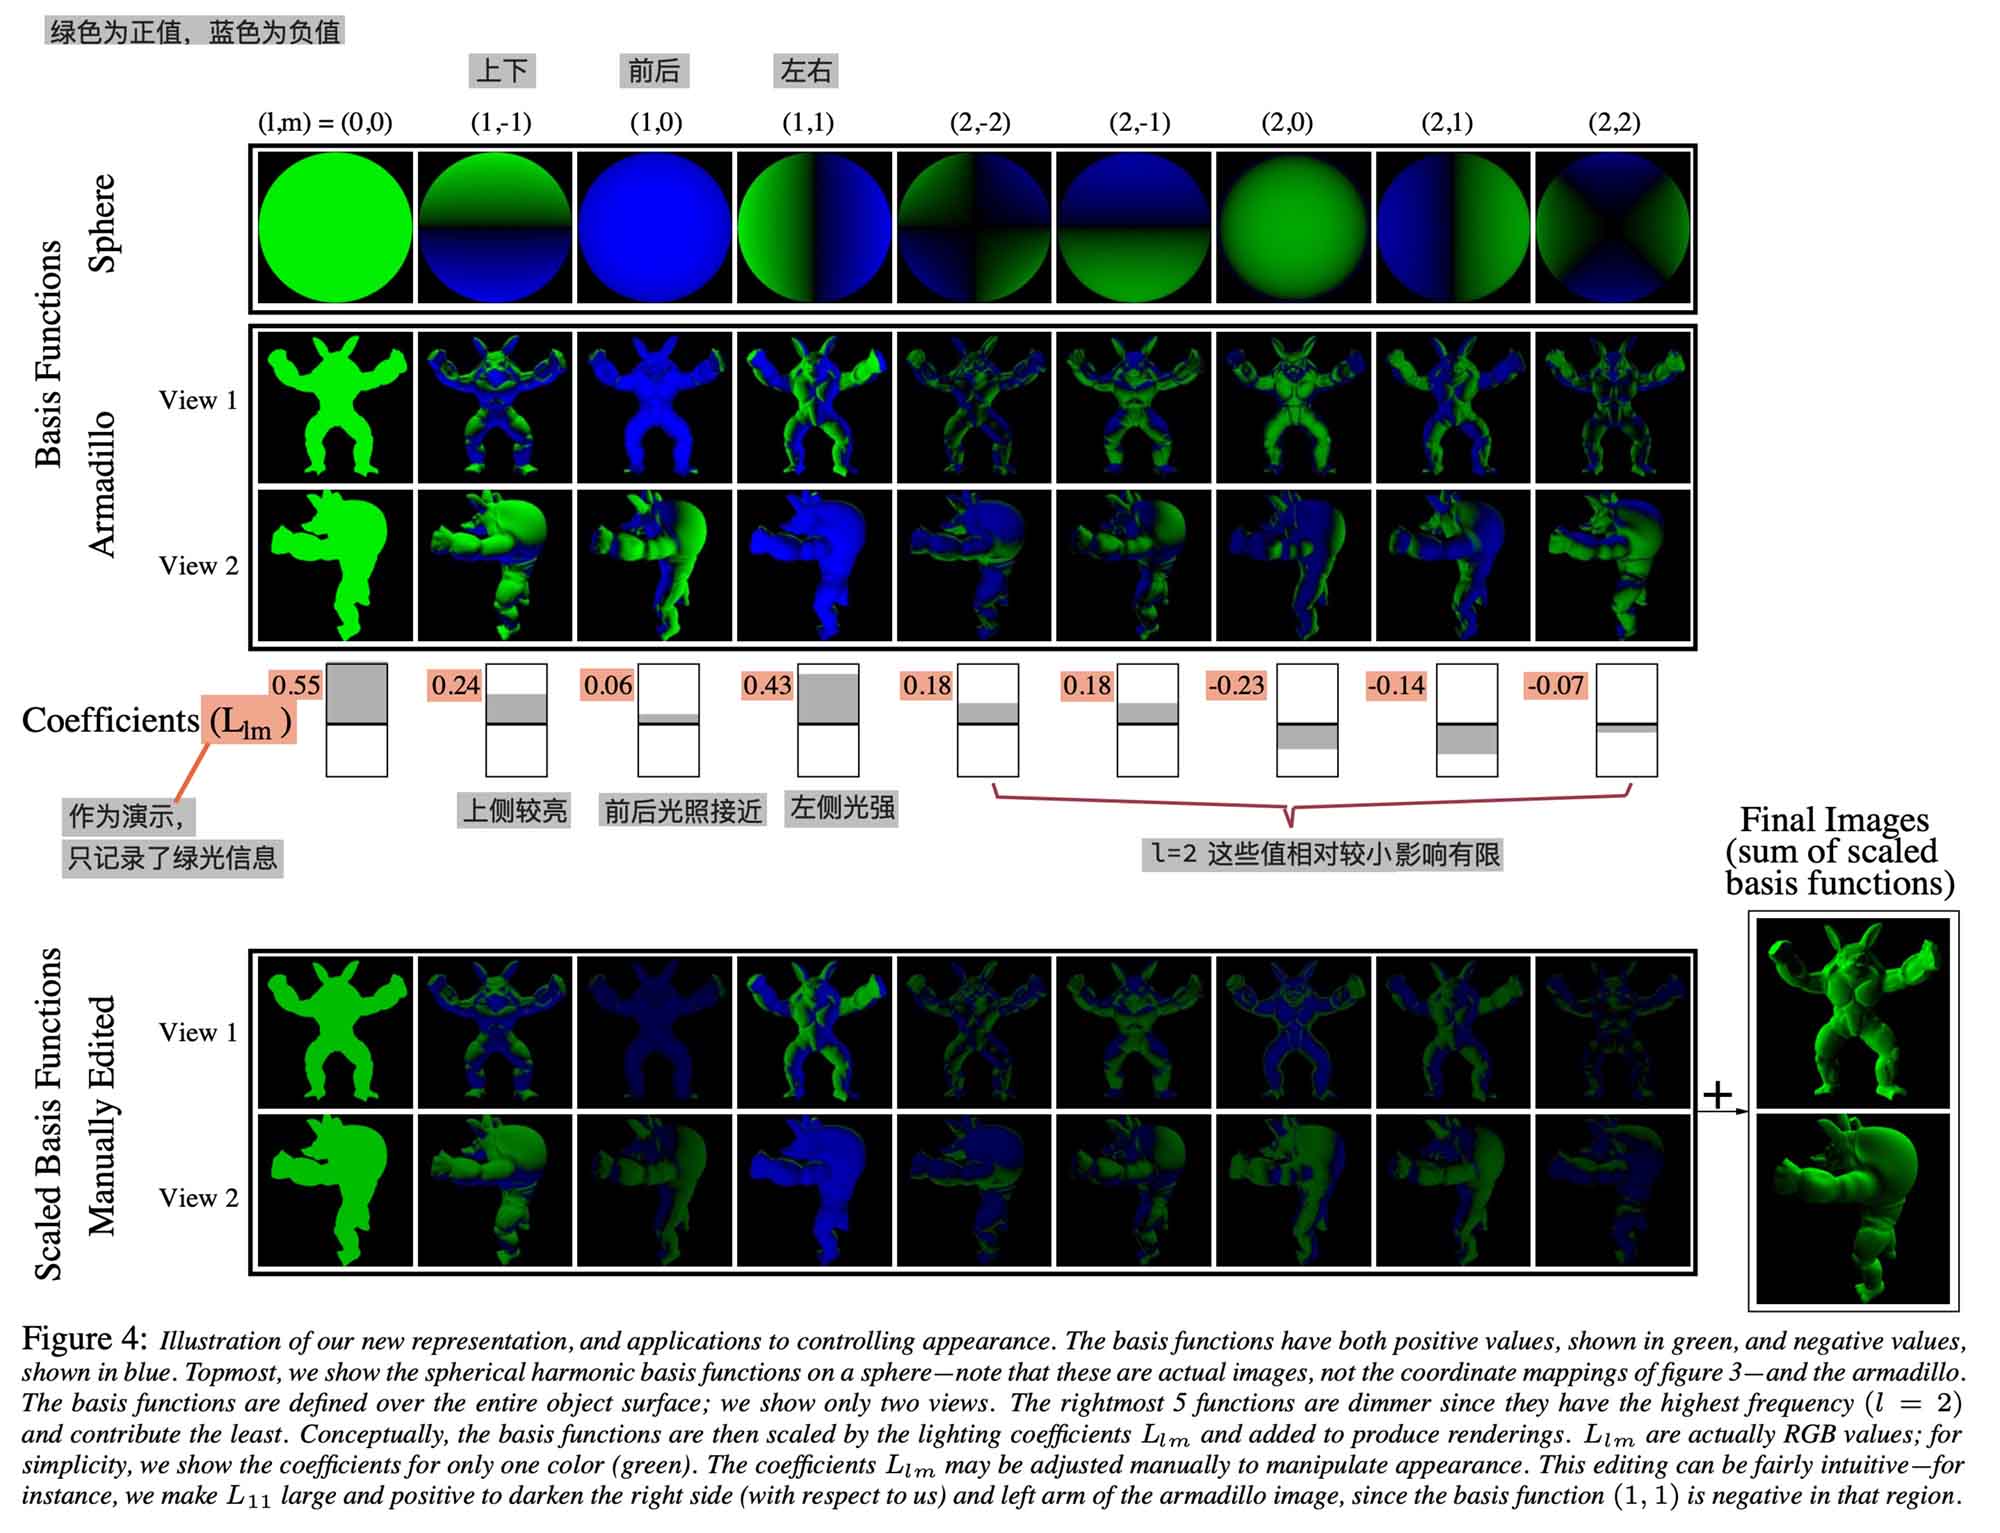 绿色为正值，蓝色为负值
上下 前后 左右
(l,m) = (0,0) (1,-1) (1,0) (1,1) (2,-2) (2,-1) (2,0) (2,1) (2,2)
Basis Functions
Sphere
Armadillo
View 1
View 2
0.55 0.24 0.06 0.43 0.18 0.18 -0.23 -0.14 -0.07
Coefficients (Llm )
作为演示，
只记录了绿光信息
上侧较亮 前后光照接近 左侧光强
l=2 这些值相对较小影响有限
Final Images
(sum of scaled
basis functions)
Scaled Basis Functions
Manually Edited
View 1
View 2
+
Figure 4: Illustration of our new representation, and applications to controlling appearance. The basis functions have both positive values, shown in green, and negative values,
shown in blue. Topmost, we show the spherical harmonic basis functions on a sphere—note that these are actual images, not the coordinate mappings of figure 3—and the armadillo.
The basis functions are defined over the entire object surface; we show only two views. The rightmost 5 functions are dimmer since they have the highest frequency (l = 2)
and contribute the least. Conceptually, the basis functions are then scaled by the lighting coefficients Llm and added to produce renderings. Llm are actually RGB values; for
simplicity, we show the coefficients for only one color (green). The coefficients Llm may be adjusted manually to manipulate appearance. This editing can be fairly intuitive—for
instance, we make L11 large and positive to darken the right side (with respect to us) and left arm of the armadillo image, since the basis function (1, 1) is negative in that region.